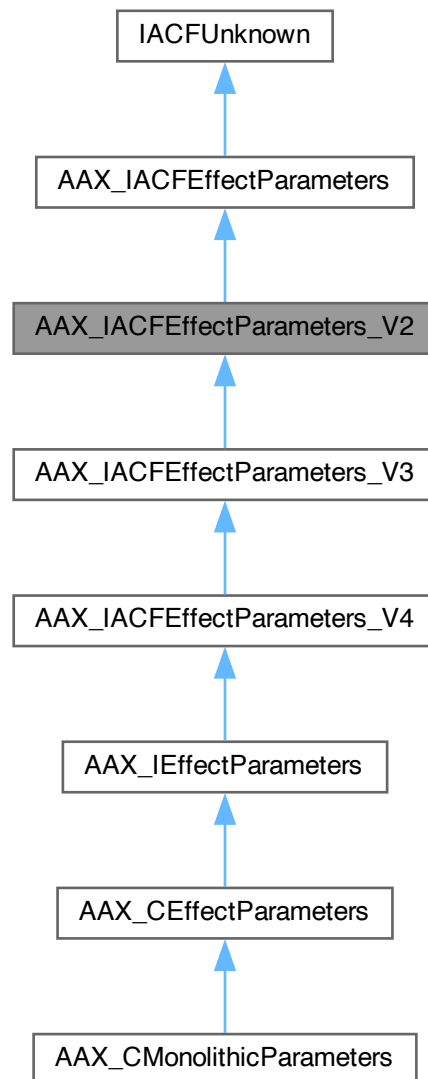 IACFUnknown
AAX_IACFEffectParameters
AAX_IACFEffectParameters_V2
AAX_IACFEffectParameters_V3
AAX_IACFEffectParameters_V4
AAX_IEffectParameters
AAX_CEffectParameters
AAX_CMonolithicParameters